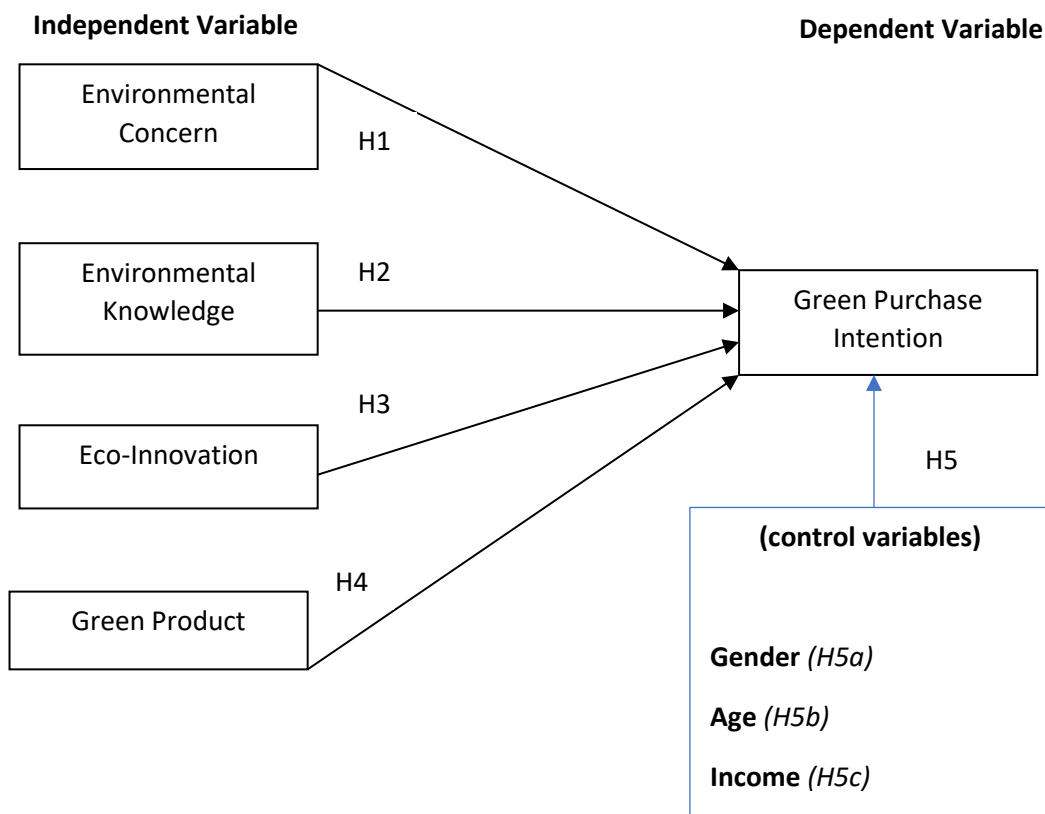 Independent Variable
Dependent Variable
Environmental
Concern
H1
Environmental
Knowledge
H2
Green Purchase
Intention
H3
Eco-Innovation
H5
(control variables)
H4
Green Product
Gender (H5a)
Age (H5b)
Income (H5c)